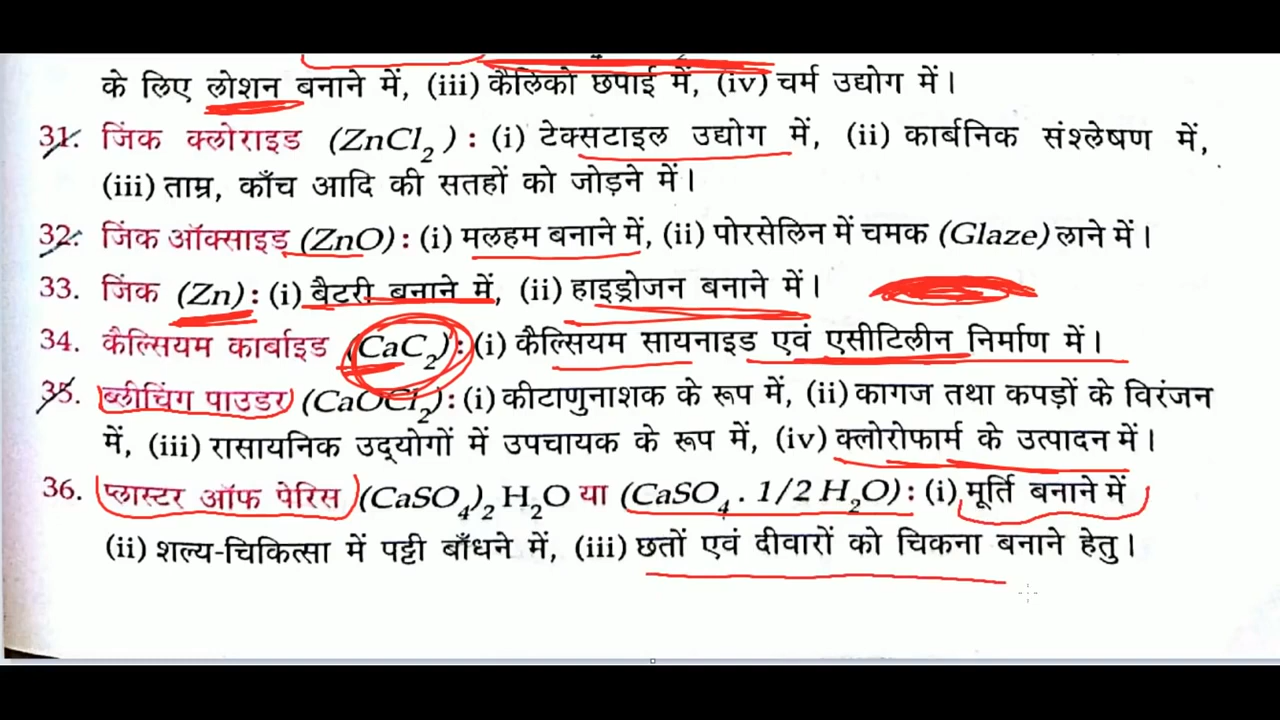 के लिए लोशन बनाने में, (iii) कैलिको छपाई में, (iv) चर्म उद्योग में।
31. जिंक क्लोराइड (ZnCl₂) : (i) टेक्सटाइल उद्योग में, (ii) कार्बनिक संश्लेषण में,
(iii) ताम्र, काँच आदि की सतहों को जोड़ने में।
32. जिंक ऑक्साइड (ZnO) : (i) मलहम बनाने में, (ii) पोरसेलिन में चमक (Glaze) लाने में।
33. जिंक (Zn) : (i) बैटरी बनाने में, (ii) हाइड्रोजन बनाने में।
34. कैल्सियम कार्बाइड (CaC₂) : (i) कैल्सियम सायनाइड एवं एसीटिलीन निर्माण में।
35. ब्लीचिंग पाउडर (CaOCl₂) : (i) कीटाणुनाशक के रूप में, (ii) कागज तथा कपड़ों के विरंजन
में, (iii) रासायनिक उद्योगों में उपचायक के रूप में, (iv) क्लोरोफार्म के उत्पादन में।
36. प्लास्टर ऑफ पेरिस (CaSO₄)₂H₂O या (CaSO₄ . 1/2 H₂O) : (i) मूर्ति बनाने में
(ii) शल्य-चिकित्सा में पट्टी बाँधने में, (iii) छतों एवं दीवारों को चिकना बनाने हेतु।